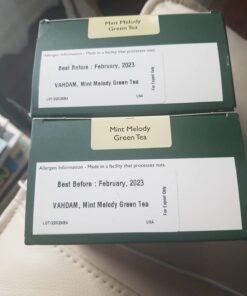 Mint Melody
Green Tea
Allergen Information - Made in a facility that processes nuts.
Best Before : February, 2023
VAHDAM, Mint Melody Green Tea
USA
For Export Only
Mint Melody
Green Tea
Allergen Information - Made in a facility that processes nuts.
Best Before : February, 2023
VAHDAM, Mint Melody Green Tea
USA
For Export Only